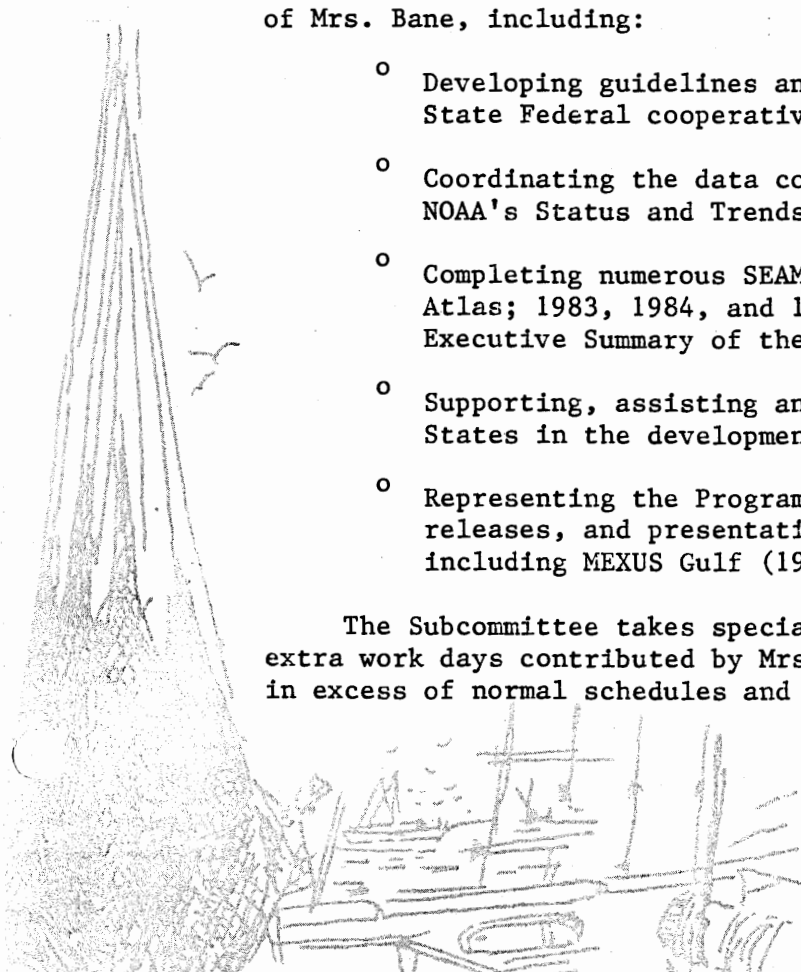 of Mrs. Bane, including:
o Developing guidelines an
State Federal cooperativ
o Coordinating the data co
NOAA's Status and Trends
o Completing numerous SEAM
Atlas; 1983, 1984, and 1
Executive Summary of the
o Supporting, assisting an
States in the developmen
o Representing the Program
releases, and presentati
including MEXUS Gulf (19
The Subcommittee takes specia
extra work days contributed by Mrs
in excess of normal schedules and